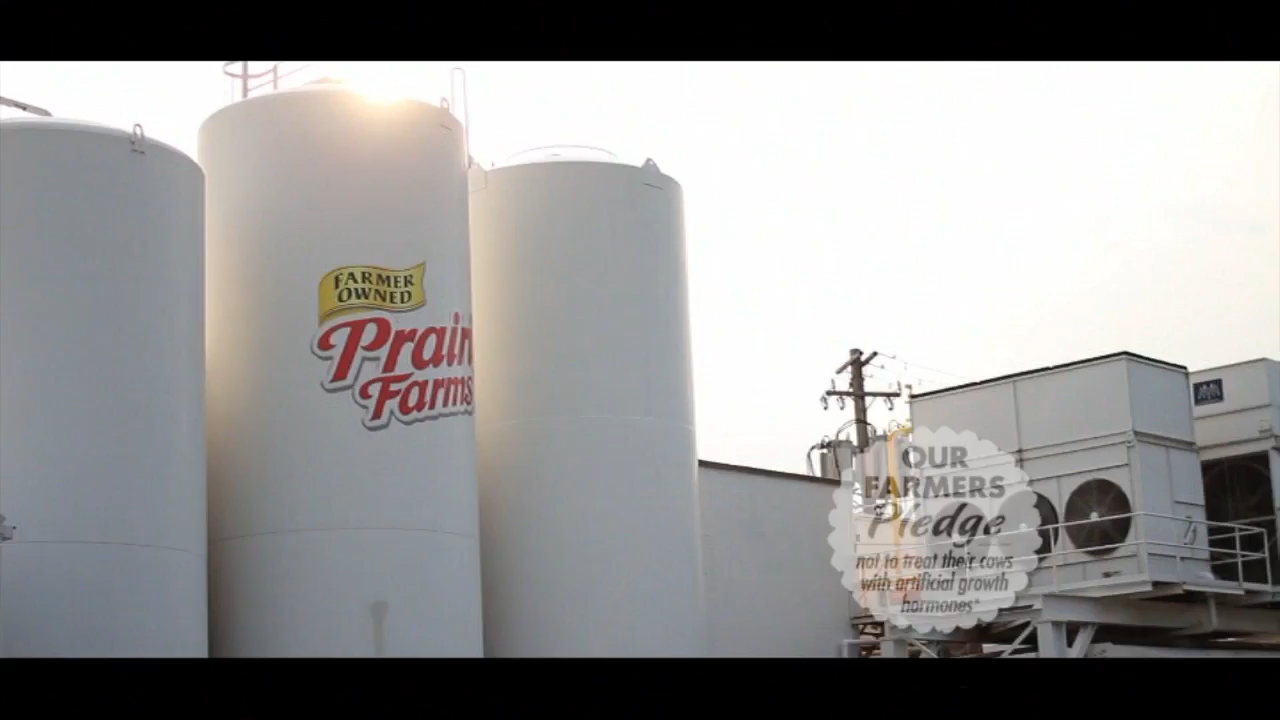 FARMER
OWNED
Prairi
Farms
OUR
FARMERS
Pledge
not to treat their cows
with artificial growth
hormones*